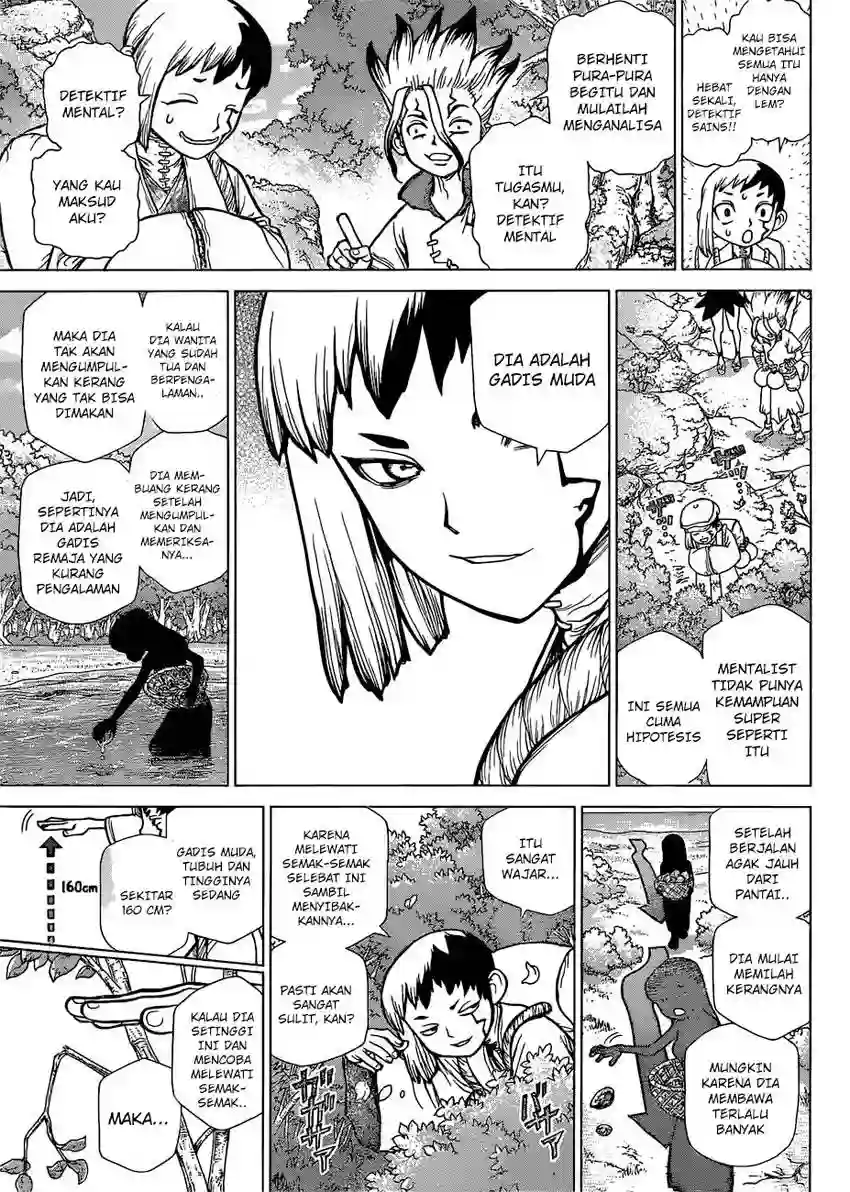 KAU BISA
MENGETAHUI
SEMUA ITU
HANYA
DENGAN
LEM?
HEBAT
SEKALI,
DETEKTIF
SAINS!!
BERHENTI
PURA-PURA
BEGITU DAN
MULAILAH
MENGANALISA
ITU
TUGASMU,
KAN?
DETEKTIF
MENTAL
DETEKTIF
MENTAL?
YANG KAU
MAKSUD
AKU?
MENTALIST
TIDAK PUNYA
KEMAMPUAN
SUPER
SEPERTI
ITU
INI SEMUA
CUMA
HIPOTESIS
DIA ADALAH
GADIS MUDA
KALAU
DIA WANITA
YANG SUDAH
TUA DAN
BERPENGA-
LAMAN..
MAKA DIA
TAK AKAN
MENGUMPUL-
KAN KERANG
YANG TAK BISA
DIMAKAN
DIA MEM-
BUANG KERANG
SETELAH
MENGUMPUL-
KAN DAN
MEMERIKSA-
NYA...
JADI,
SEPERTINYA
DIA ADALAH
GADIS
REMAJA YANG
KURANG
PENGALAMAN
SETELAH
BERJALAN
AGAK JAUH
DARI
PANTAI..
DIA MULAI
MEMILAH
KERANGNYA
MUNGKIN
KARENA DIA
MEMBAWA
TERLALU
BANYAK
ITU
SANGAT
WAJAR...
KARENA
MELEWATI
SEMAK-SEMAK
SELEBAT INI
SAMBIL
MENYIBAK-
KANNYA...
PASTI AKAN
SANGAT
SULIT, KAN?
GADIS MUDA,
TUBUH DAN
TINGGINYA
SEDANG
SEKITAR
160 CM?
160cm
KALAU DIA
SETINGGI
INI DAN
MENCOBA
MELEWATI
SEMAK-
SEMAK..
MAKA...